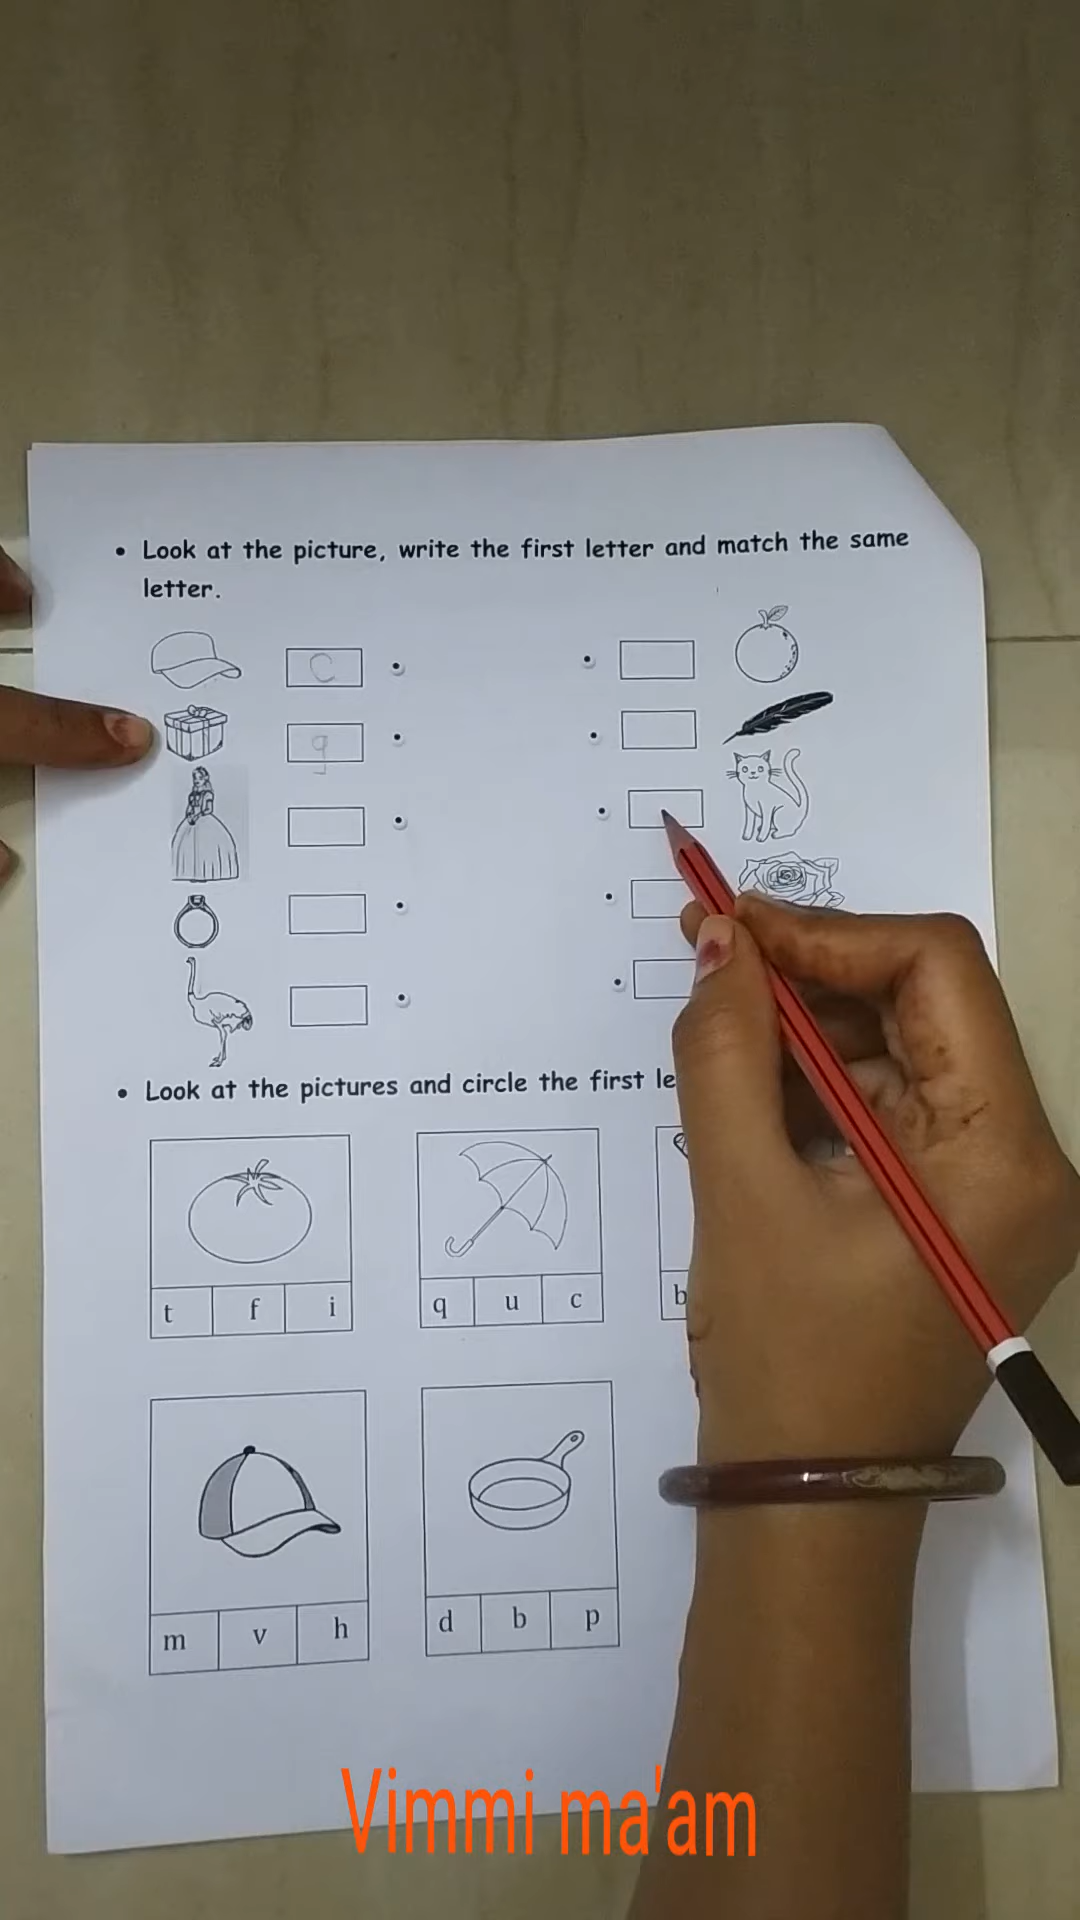 • Look at the picture, write the first letter and match the same
letter.
c
g
• Look at the pictures and circle the first le
t f i
q u c
b
m v h
d b p
Vimmi ma'am